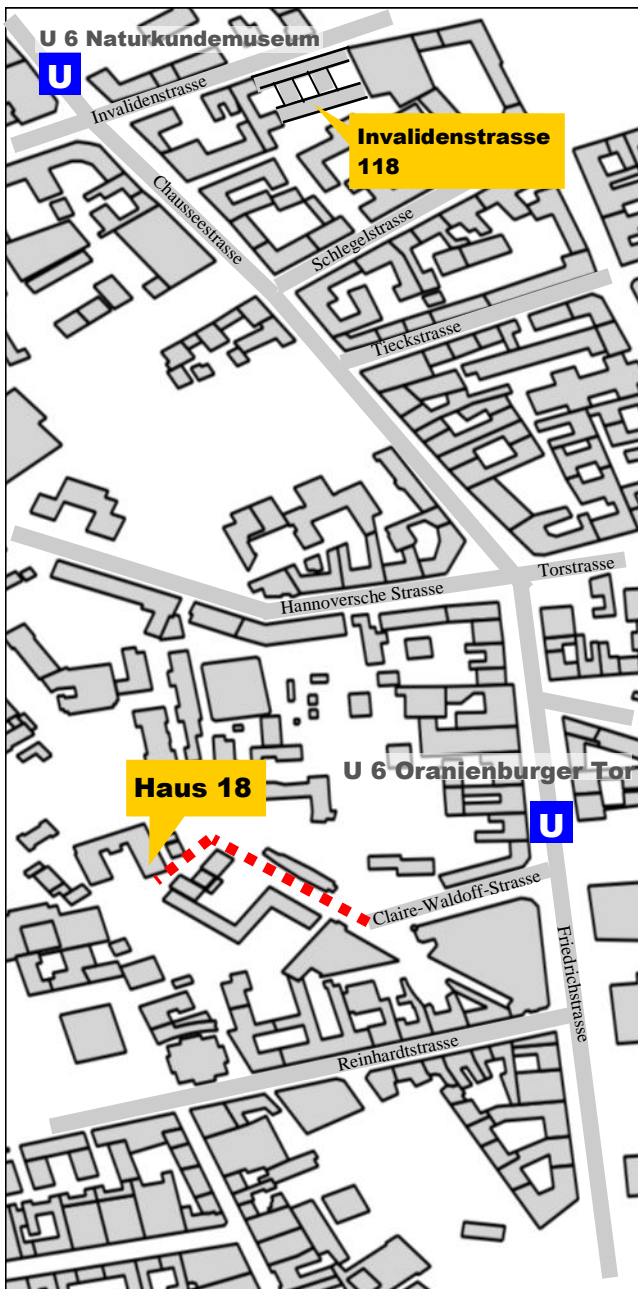 U 6 Naturkundemuseum
U
Invalidenstrasse
Invalidenstrasse
118
Chausseestrasse
Schlegelstrasse
Tieckstrasse
Torstrasse
Hannoversche Strasse
U 6 Oranienburger Tor
Haus 18
U
Claire-Waldoff-Strasse
Friedrichstrasse
Reinhardtstrasse